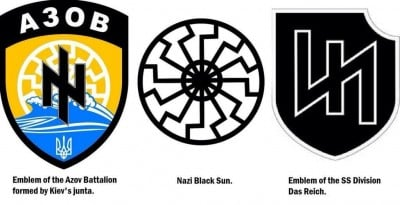 АЗОВ
Emblem of the Azov Battalion
formed by Kiev's junta.
Nazi Black Sun.
Emblem of the SS Division
Das Reich.